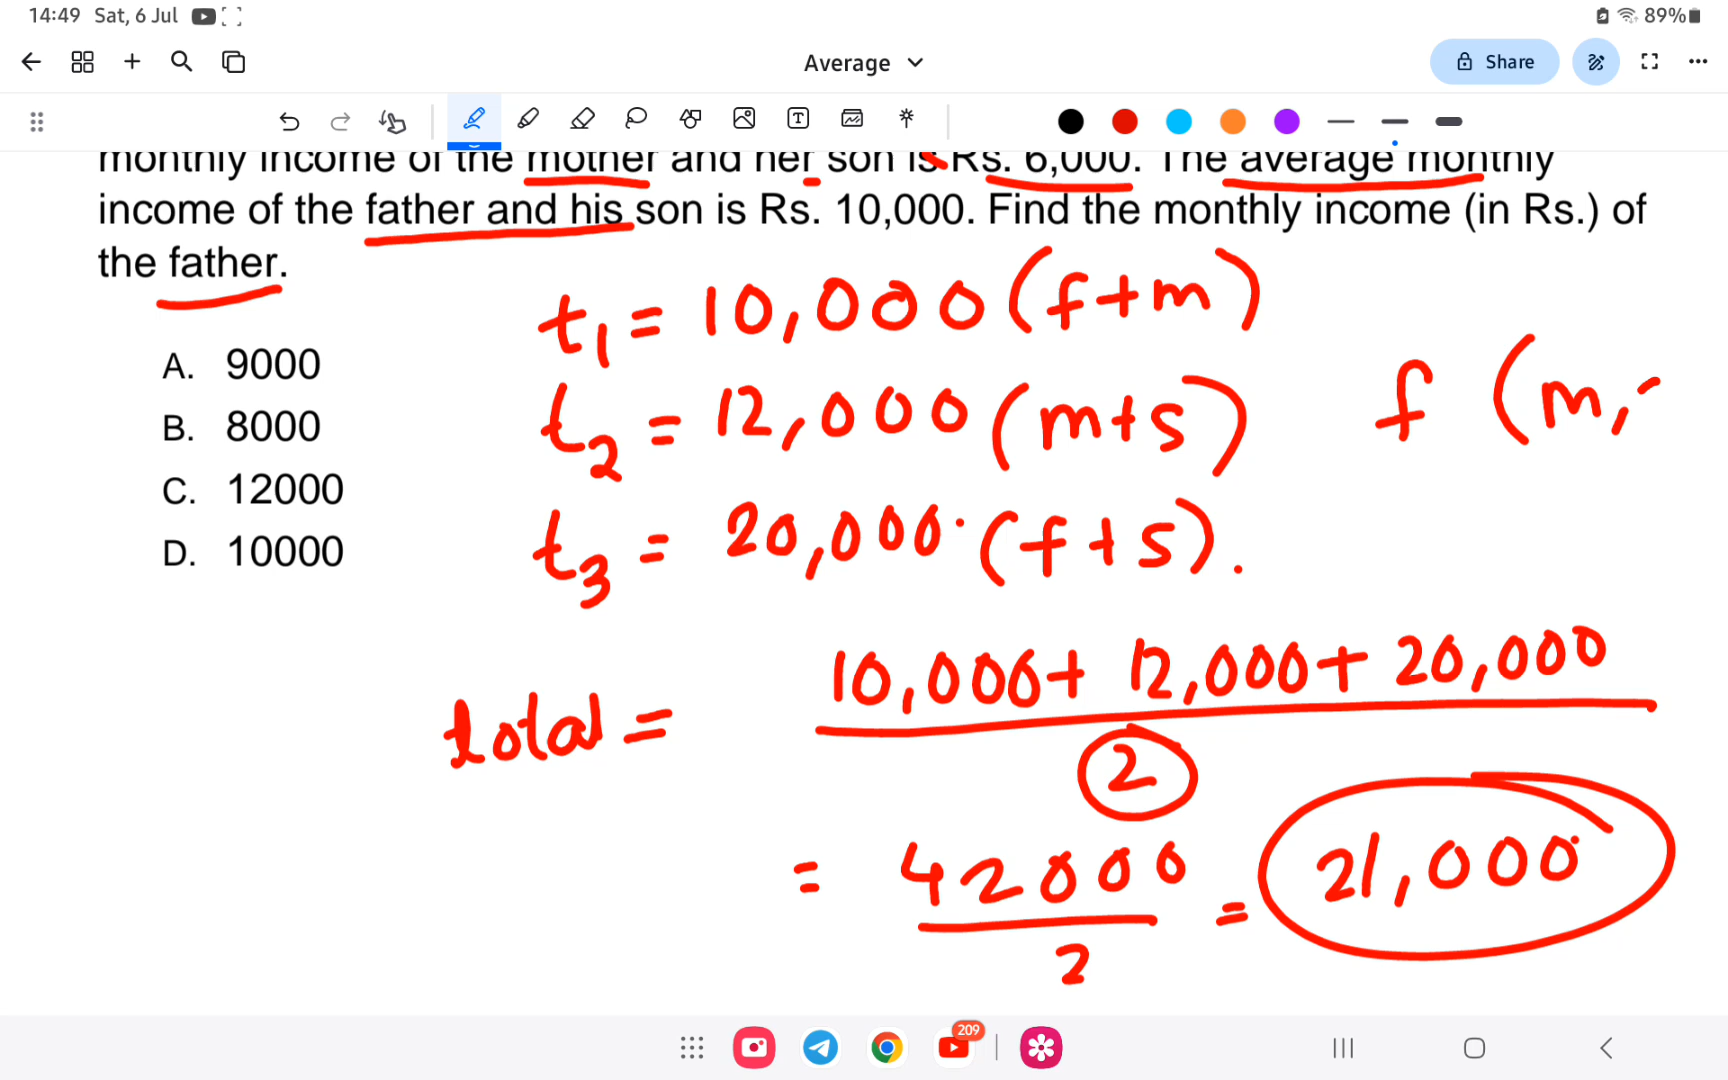 14:49 Sat, 6 Jul 89%
Average Share
monthly income of the mother and her son is Rs. 6,000. The average monthly
income of the father and his son is Rs. 10,000. Find the monthly income (in Rs.) of
the father.
A. 9000
B. 8000
C. 12000
D. 10000
t1 = 10,000 (f+m)
t2 = 12,000 (m+s)
f (m,
t3 = 20,000 (f+s).
total = 10,000 + 12,000 + 20,000
2
= 42000 = 21,000
2
209